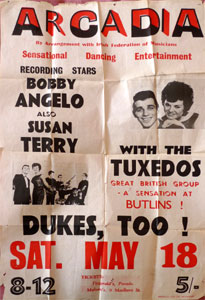 ARCADIA
By Arrangement with Irish Federation of Musicians
Sensational Dancing Entertainment
RECORDING STARS
BOBBY
ANGELO
ALSO
SUSAN
TERRY
WITH THE
TUXEDOS
GREAT BRITISH GROUP
- A SENSATION AT
BUTLINS !
DUKES, TOO !
SAT. MAY 18
8-12
TICKETS
5/-